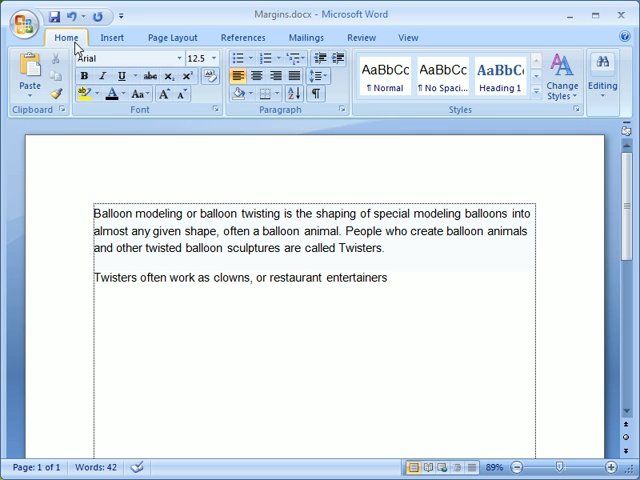 Margins.docx - Microsoft Word
Home Insert Page Layout References Mailings Review View
Arial 12.5
Paste
B I U abc x₂ x² Aa
AaBbCc AaBbCc AaBbC
¶ Normal ¶ No Spaci... Heading 1
Change Styles
Editing
Clipboard Font Paragraph Styles
Balloon modeling or balloon twisting is the shaping of special modeling balloons into
almost any given shape, often a balloon animal. People who create balloon animals
and other twisted balloon sculptures are called Twisters.
Twisters often work as clowns, or restaurant entertainers
Page: 1 of 1 Words: 42 89%